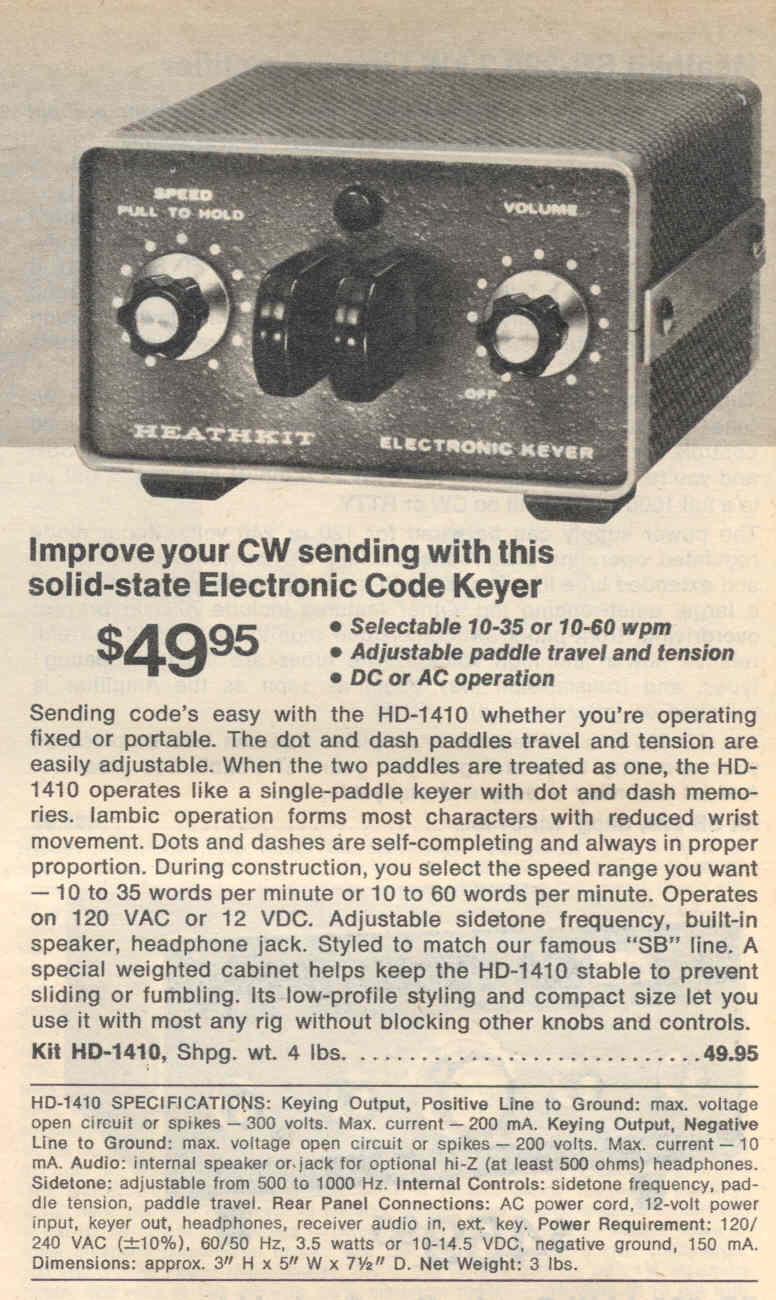 SPEED
PULL TO HOLD
VOLUME
OFF
HEATHKIT
ELECTRONIC KEYER
Improve your CW sending with this
solid-state Electronic Code Keyer
$49.95
• Selectable 10-35 or 10-60 wpm
• Adjustable paddle travel and tension
• DC or AC operation
Sending code's easy with the HD-1410 whether you're operating
fixed or portable. The dot and dash paddles travel and tension are
easily adjustable. When the two paddles are treated as one, the HD-
1410 operates like a single-paddle keyer with dot and dash memo-
ries. Iambic operation forms most characters with reduced wrist
movement. Dots and dashes are self-completing and always in proper
proportion. During construction, you select the speed range you want
— 10 to 35 words per minute or 10 to 60 words per minute. Operates
on 120 VAC or 12 VDC. Adjustable sidetone frequency, built-in
speaker, headphone jack. Styled to match our famous "SB" line. A
special weighted cabinet helps keep the HD-1410 stable to prevent
sliding or fumbling. Its low-profile styling and compact size let you
use it with most any rig without blocking other knobs and controls.
Kit HD-1410, Shpg. wt. 4 lbs. ............................49.95
HD-1410 SPECIFICATIONS: Keying Output, Positive Line to Ground: max. voltage
open circuit or spikes — 300 volts. Max. current — 200 mA. Keying Output, Negative
Line to Ground: max. voltage open circuit or spikes — 200 volts. Max. current — 10
mA. Audio: internal speaker or jack for optional hi-Z (at least 500 ohms) headphones.
Sidetone: adjustable from 500 to 1000 Hz. Internal Controls: sidetone frequency, pad-
dle tension, paddle travel. Rear Panel Connections: AC power cord, 12-volt power
input, keyer out, headphones, receiver audio in, ext. key. Power Requirement: 120/
240 VAC (±10%), 60/50 Hz, 3.5 watts or 10-14.5 VDC, negative ground, 150 mA.
Dimensions: approx. 3" H x 5" W x 7½" D. Net Weight: 3 lbs.